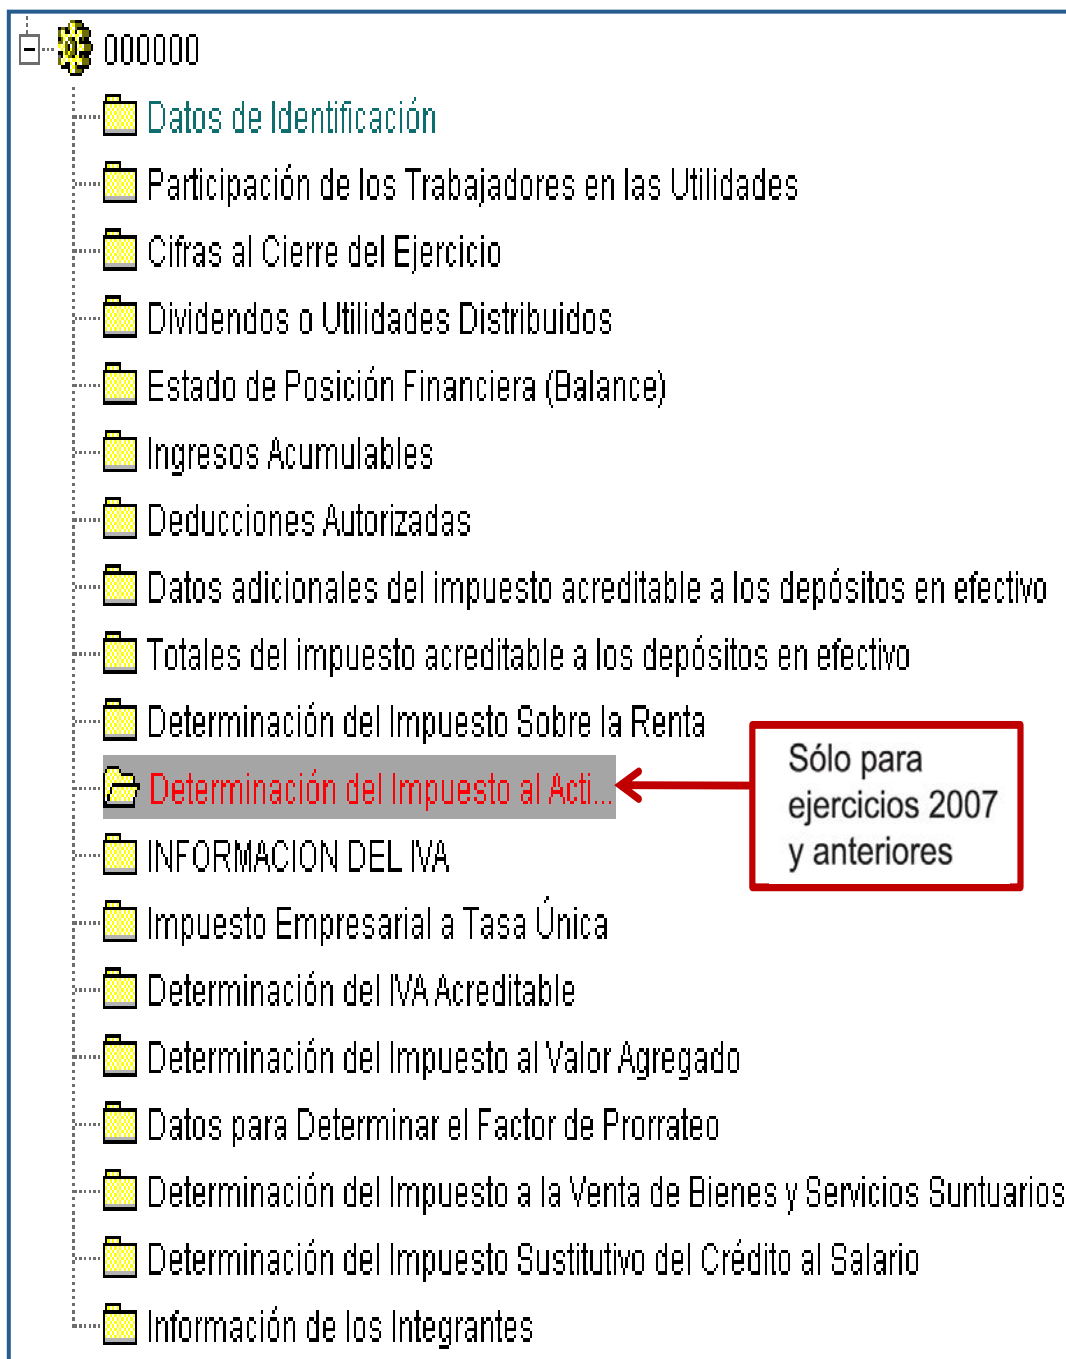 000000
Datos de Identificación
Participación de los Trabajadores en las Utilidades
Cifras al Cierre del Ejercicio
Dividendos o Utilidades Distribuidos
Estado de Posición Financiera (Balance)
Ingresos Acumulables
Deducciones Autorizadas
Datos adicionales del impuesto acreditable a los depósitos en efectivo
Totales del impuesto acreditable a los depósitos en efectivo
Determinación del Impuesto Sobre la Renta
Determinación del Impuesto al Acti...
Sólo para
ejercicios 2007
y anteriores
INFORMACION DEL IVA
Impuesto Empresarial a Tasa Única
Determinación del IVA Acreditable
Determinación del Impuesto al Valor Agregado
Datos para Determinar el Factor de Prorrateo
Determinación del Impuesto a la Venta de Bienes y Servicios Suntuarios
Determinación del Impuesto Sustitutivo del Crédito al Salario
Información de los Integrantes